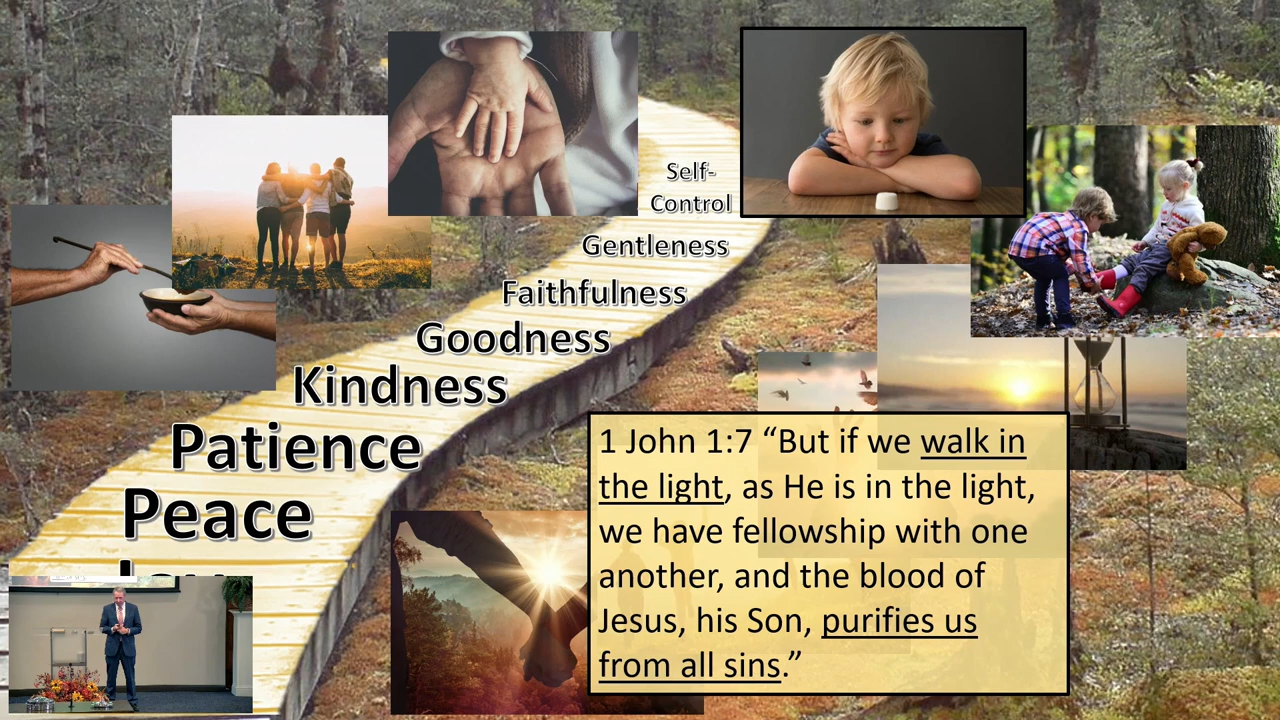 Self-
Control
Gentleness
Faithfulness
Goodness
Kindness
Patience
Peace
1 John 1:7 “But if we walk in
the light, as He is in the light,
we have fellowship with one
another, and the blood of
Jesus, his Son, purifies us
from all sins.”